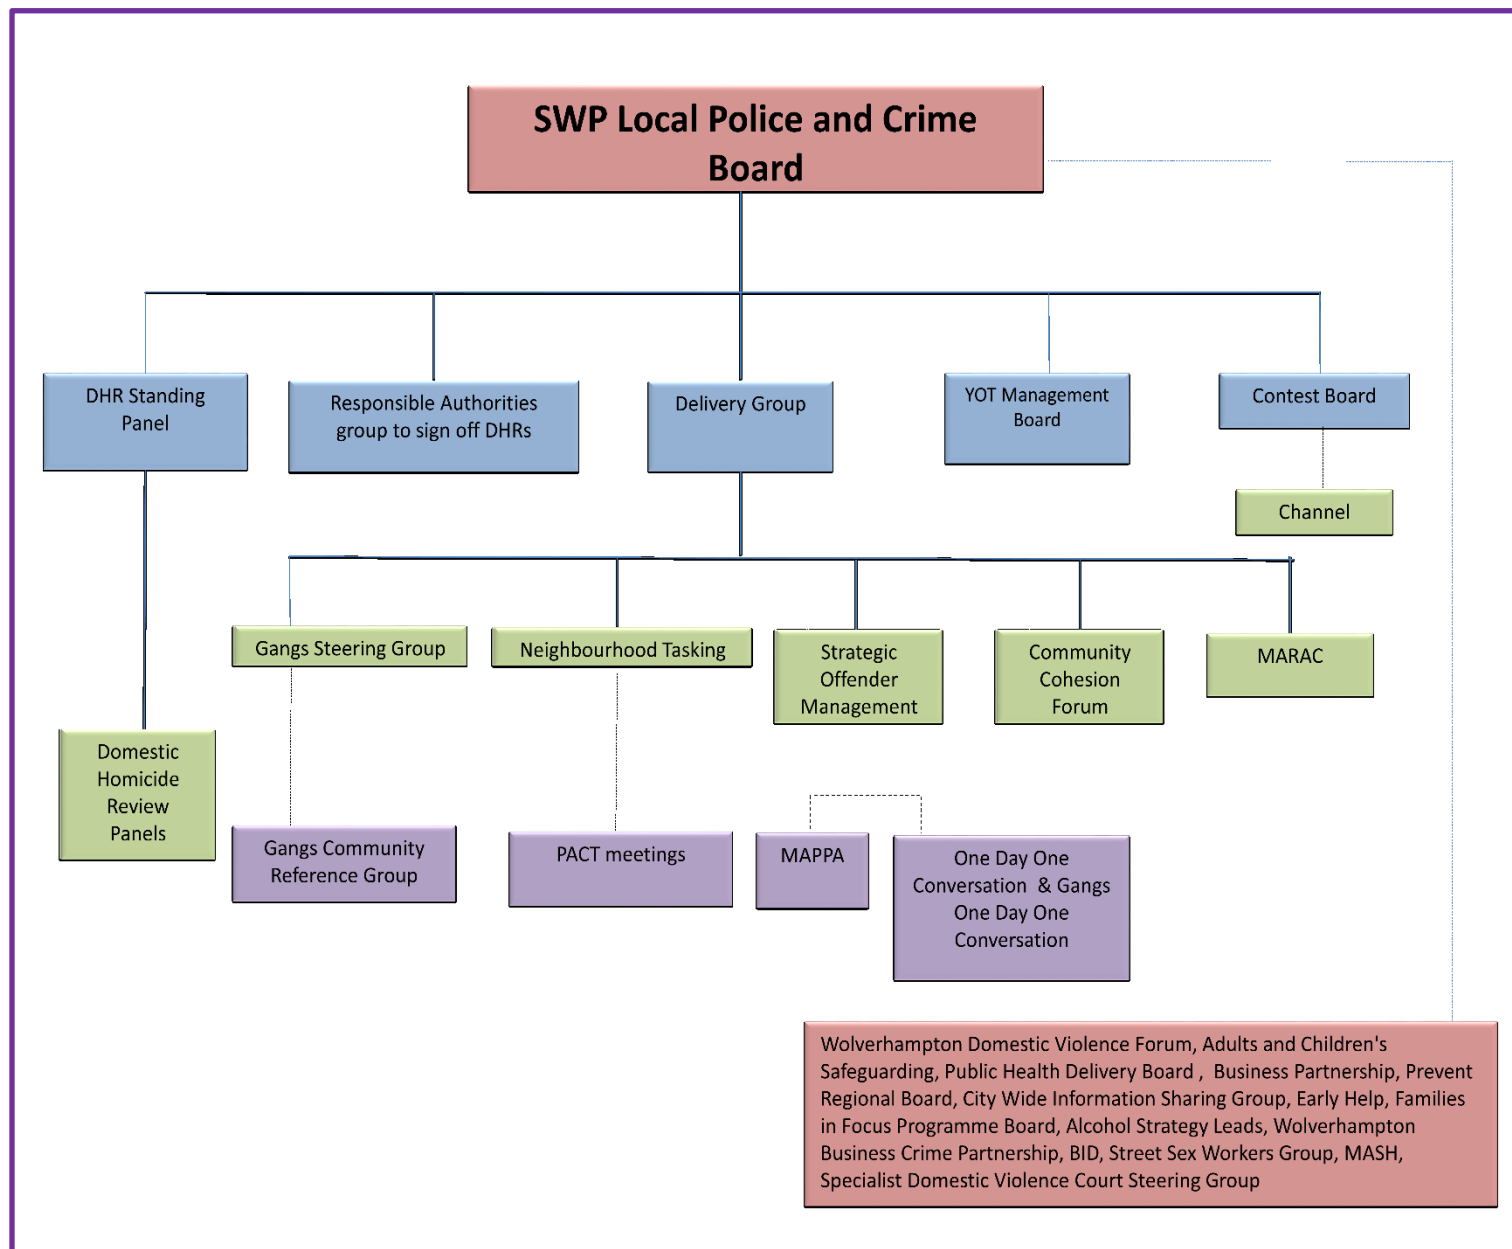 SWP Local Police and Crime
Board
DHR Standing
Panel
Responsible Authorities
group to sign off DHRs
Delivery Group
YOT Management
Board
Contest Board
Channel
Gangs Steering Group
Neighbourhood Tasking
Strategic
Offender
Management
Community
Cohesion
Forum
MARAC
Domestic
Homicide
Review
Panels
Gangs Community
Reference Group
PACT meetings
MAPPA
One Day One
Conversation & Gangs
One Day One
Conversation
Wolverhampton Domestic Violence Forum, Adults and Children's
Safeguarding, Public Health Delivery Board , Business Partnership, Prevent
Regional Board, City Wide Information Sharing Group, Early Help, Families
in Focus Programme Board, Alcohol Strategy Leads, Wolverhampton
Business Crime Partnership, BID, Street Sex Workers Group, MASH,
Specialist Domestic Violence Court Steering Group